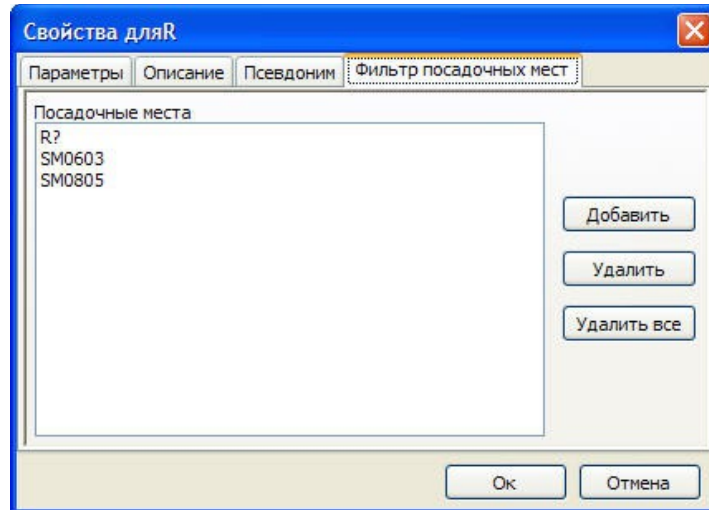 Свойства дляR
Параметры Описание Псевдоним Фильтр посадочных мест
Посадочные места
R?
SM0603
SM0805
Добавить
Удалить
Удалить все
Ок Отмена